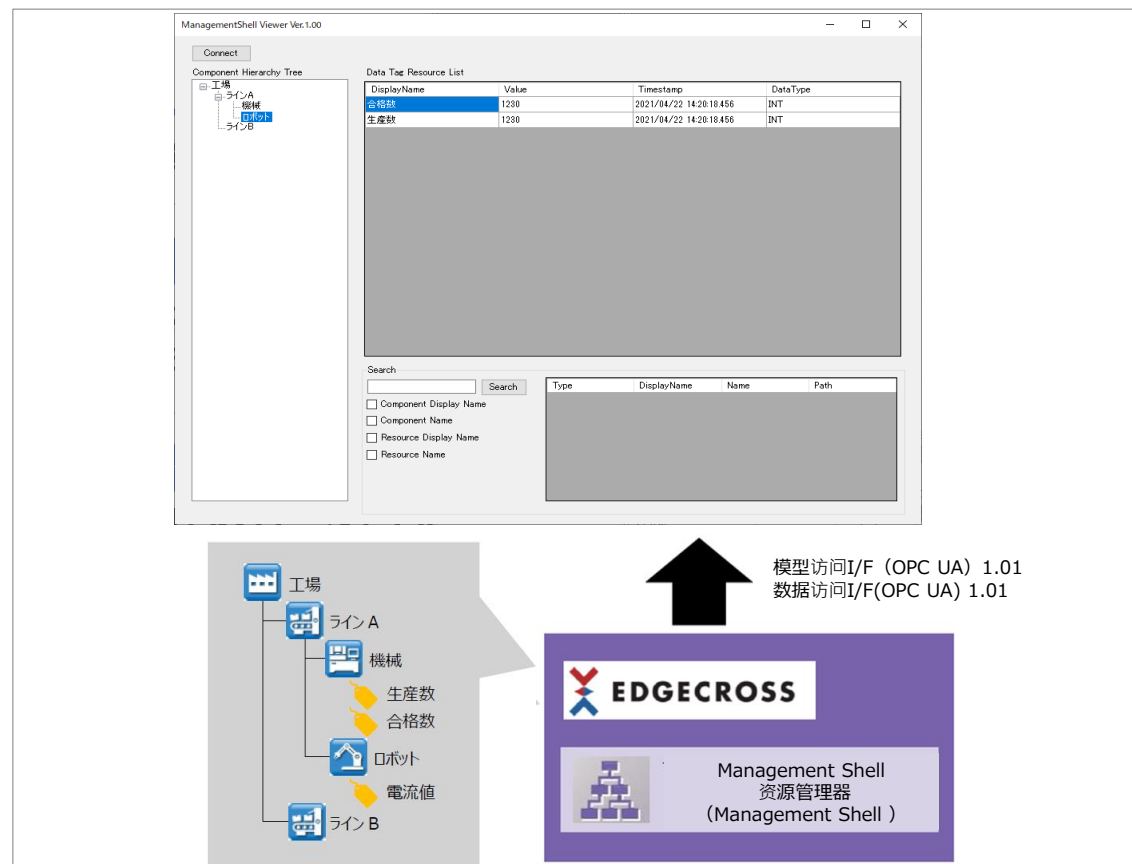 ManagementShell Viewer Ver.1.00
Connect
Component Hierarchy Tree
工場
ラインA
機械
ロボット
ラインB
Data Tag Resource List
DisplayName Value Timestamp DataType
合格数 1230 2021/04/22 14:20:18.456 INT
生産数 1230 2021/04/22 14:20:18.456 INT
Search
Search
Component Display Name
Component Name
Resource Display Name
Resource Name
Type DisplayName Name Path
工場
ライン A
機械
生産数
合格数
ロボット
電流値
ライン B
模型访问I/F（OPC UA）1.01
数据访问I/F(OPC UA) 1.01
EDGECROSS
Management Shell
资源管理器
（Management Shell ）